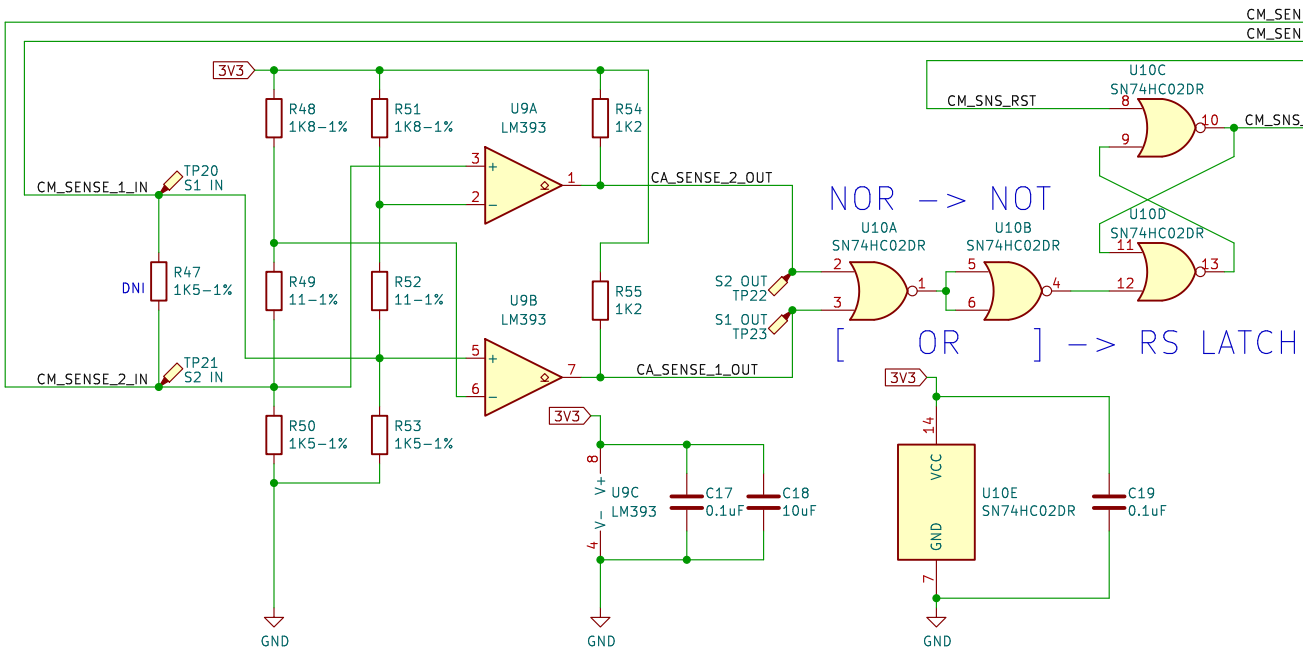 CM_SEN
CM_SEN
3V3
R48
1K8-1%
R51
1K8-1%
U9A
LM393
R54
1K2
3
+
2
-
1
CM_SENSE_1_IN
TP20
S1 IN
CA_SENSE_2_OUT
CM_SNS_RST
U10C
SN74HC02DR
8
9
10
CM_SNS_
NOR -> NOT
U10A
SN74HC02DR
U10B
SN74HC02DR
U10D
SN74HC02DR
2
3
1
5
6
4
11
12
13
DNI
R47
1K5-1%
R49
11-1%
R52
11-1%
U9B
LM393
R55
1K2
S2 OUT
TP22
S1 OUT
TP23
[ OR ] -> RS LATCH
5
+
6
-
7
CM_SENSE_2_IN
TP21
S2 IN
CA_SENSE_1_OUT
R50
1K5-1%
R53
1K5-1%
3V3
8
V+
V-
4
U9C
LM393
C17
0.1uF
C18
10uF
3V3
14
VCC
GND
7
U10E
SN74HC02DR
C19
0.1uF
GND
GND
GND